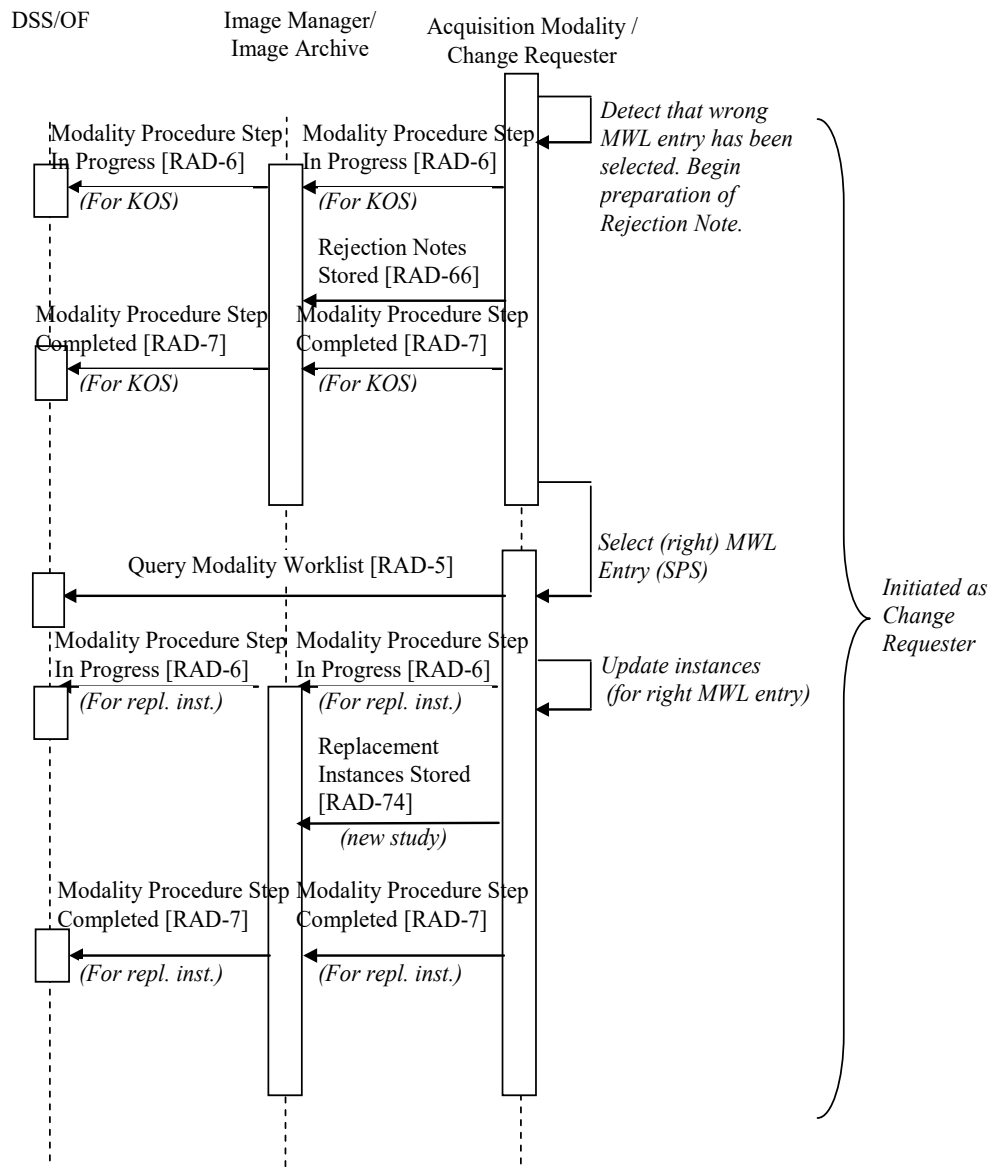 DSS/OF
Image Manager/
Image Archive
Acquisition Modality /
Change Requester
Detect that wrong
MWL entry has been
selected. Begin
preparation of
Rejection Note.
Modality Procedure Step
In Progress [RAD-6]
(For KOS)
Modality Procedure Step
In Progress [RAD-6]
(For KOS)
Rejection Notes
Stored [RAD-66]
Modality Procedure Step
Completed [RAD-7]
(For KOS)
Modality Procedure Step
Completed [RAD-7]
(For KOS)
Select (right) MWL
Entry (SPS)
Query Modality Worklist [RAD-5]
Initiated as
Change
Requester
Modality Procedure Step
In Progress [RAD-6]
(For repl. inst.)
Modality Procedure Step
In Progress [RAD-6]
(For repl. inst.)
Update instances
(for right MWL entry)
Replacement
Instances Stored
[RAD-74]
(new study)
Modality Procedure Step
Completed [RAD-7]
(For repl. inst.)
Modality Procedure Step
Completed [RAD-7]
(For repl. inst.)